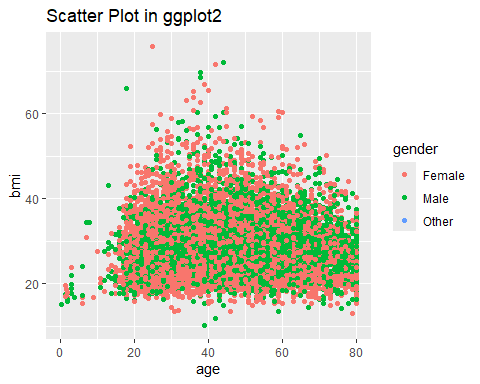 Scatter Plot in ggplot2
bmi
60
40
20
0
20
40
60
80
age
gender
Female
Male
Other